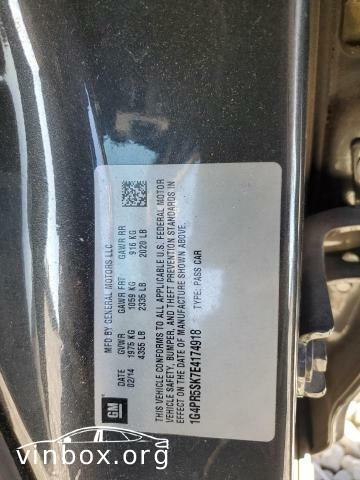 MFD BY GENERAL MOTORS LLC
DATE GVWR GAWR FRT GAWR RR
02/14 1975 KG 1059 KG 916 KG
4355 LB 2335 LB 2020 LB
THIS VEHICLE CONFORMS TO ALL APPLICABLE U.S. FEDERAL MOTOR
VEHICLE SAFETY, BUMPER, AND THEFT PREVENTION STANDARDS IN
EFFECT ON THE DATE OF MANUFACTURE SHOWN ABOVE.
1G4PR5SK7E4174918 TYPE: PASS CAR
GM
vinbox.org